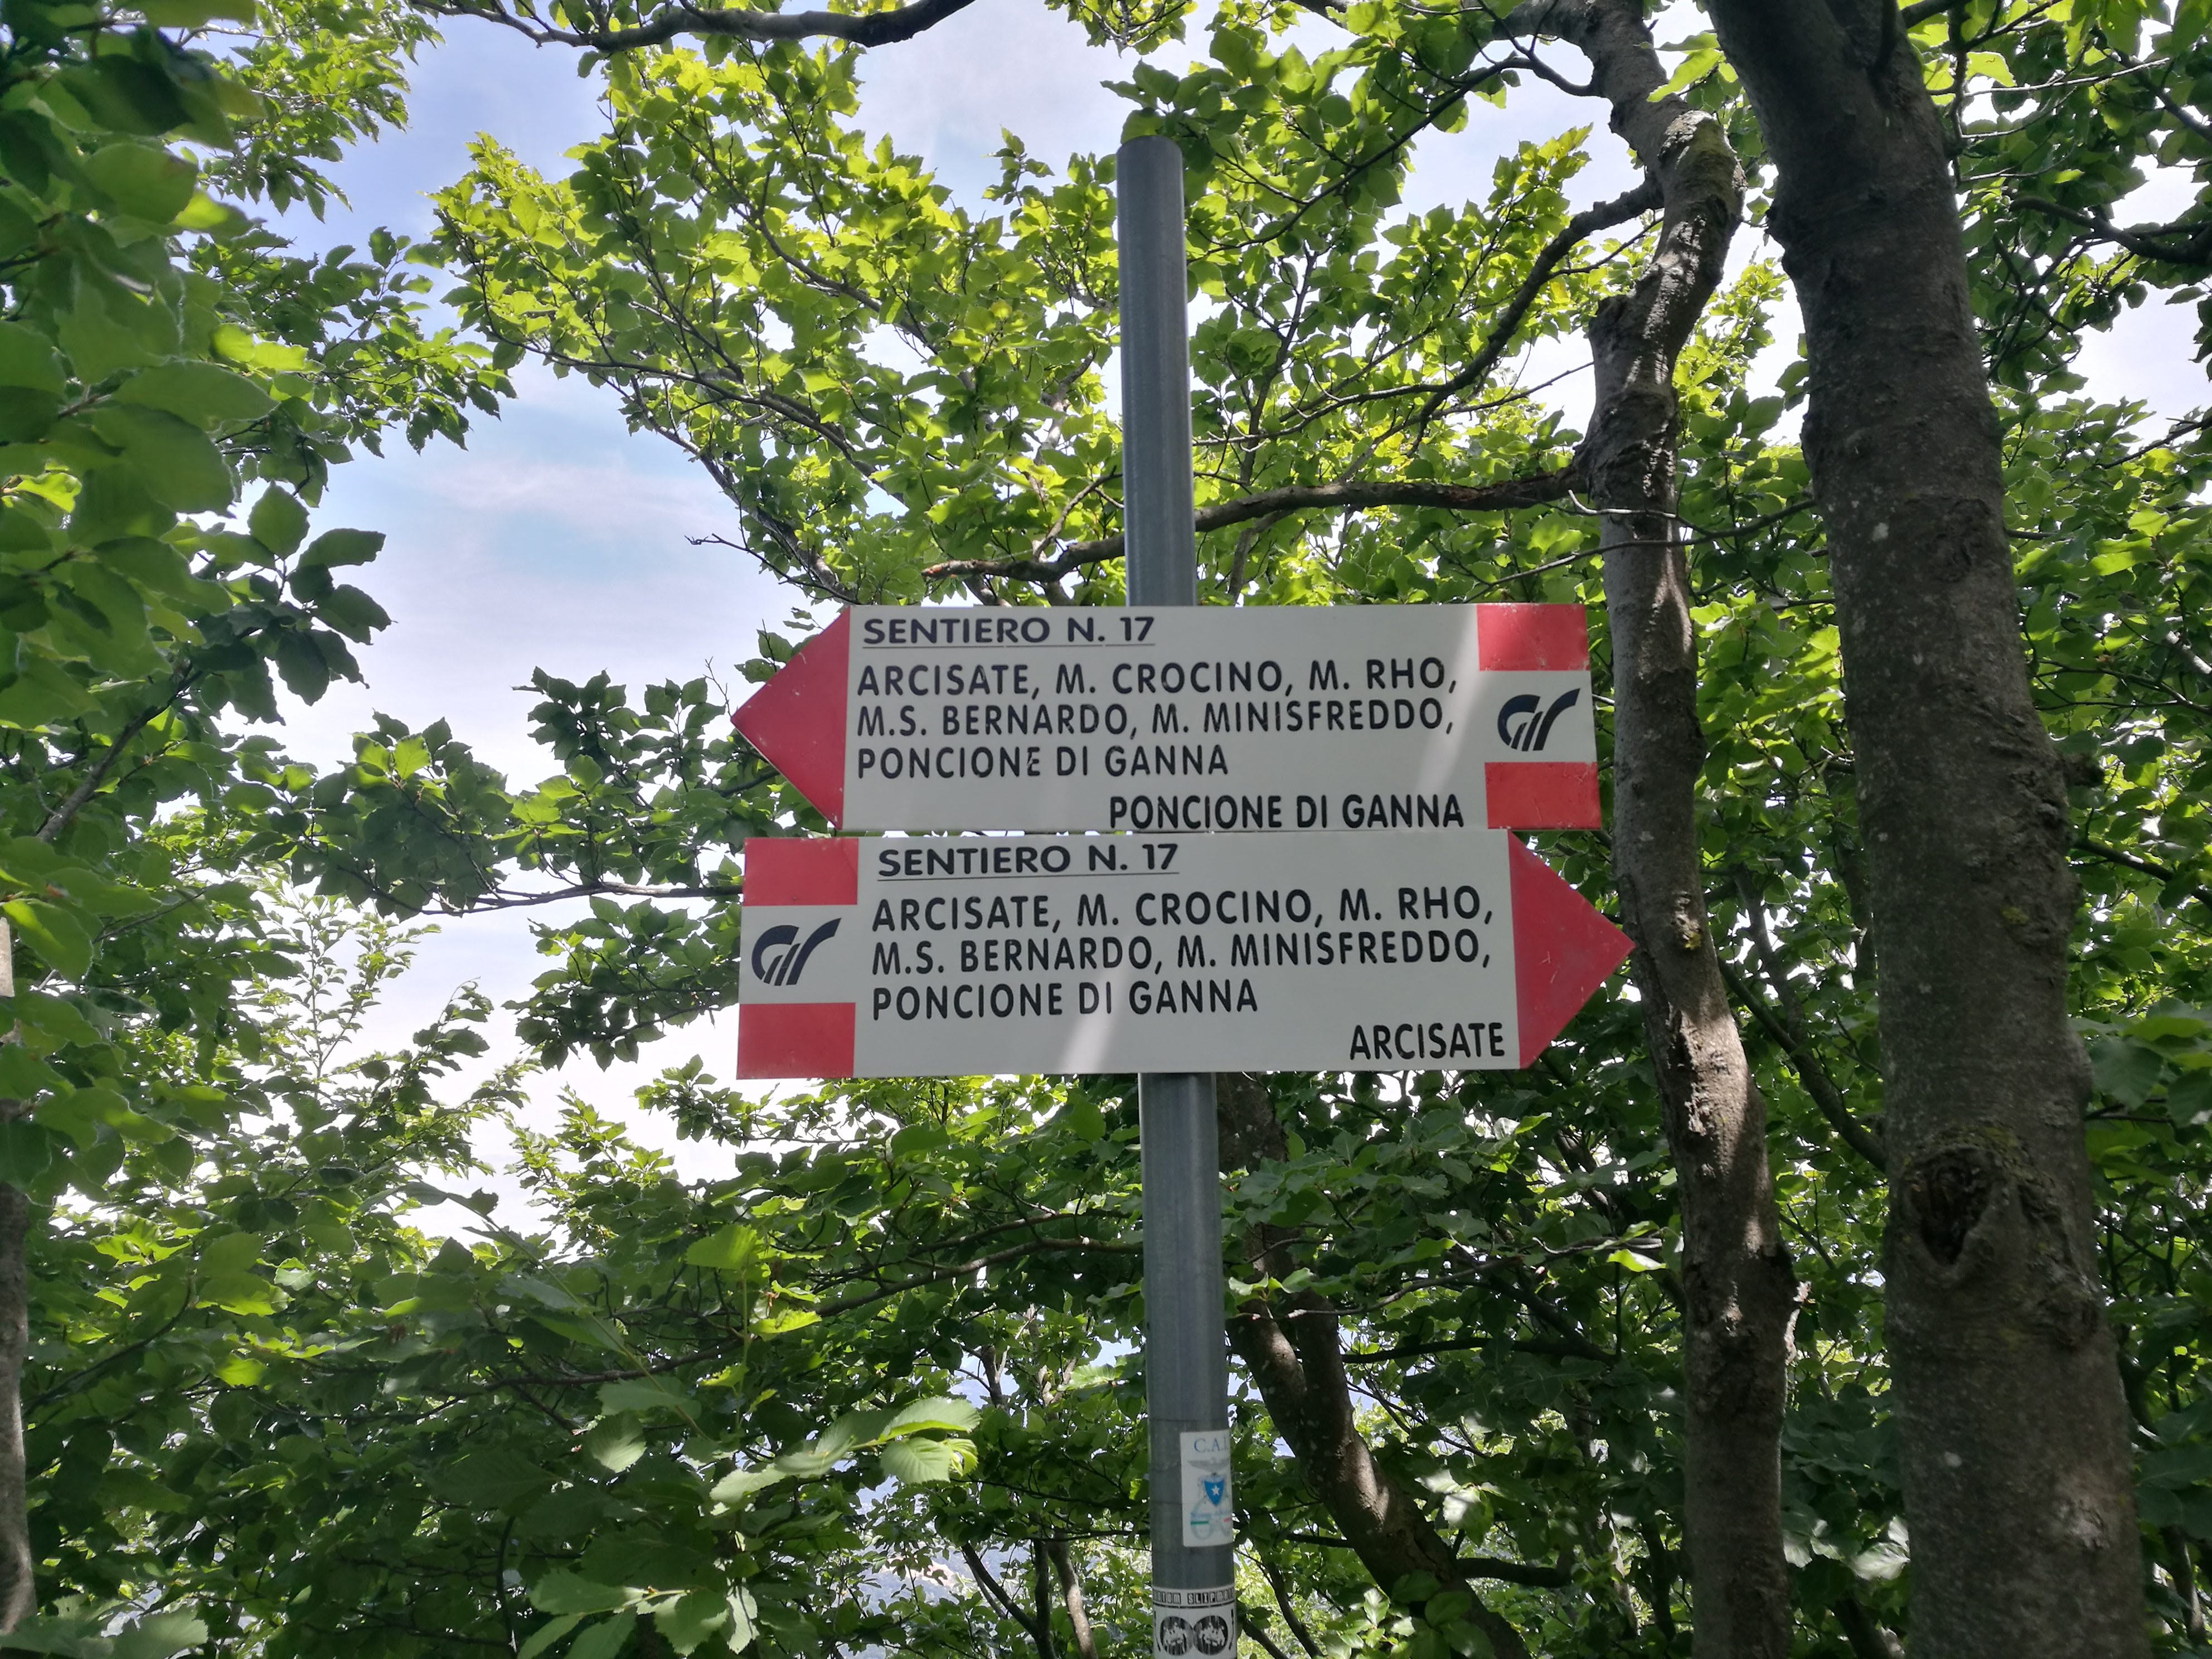 SENTIERO N. 17
ARCISATE, M. CROCINO, M. RHO,
M.S. BERNARDO, M. MINISFREDDO,
PONCIONE DI GANNA
PONCIONE DI GANNA
SENTIERO N. 17
ARCISATE, M. CROCINO, M. RHO,
M.S. BERNARDO, M. MINISFREDDO,
PONCIONE DI GANNA
ARCISATE